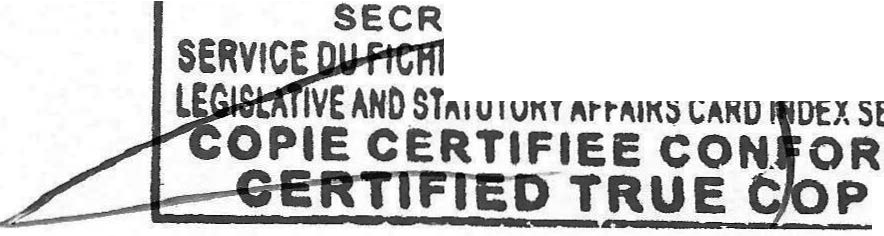 SECR
SERVICE DU FICHI
LEGISLATIVE AND STATUTORY AFFAIRS CARD INDEX SE
COPIE CERTIFIEE CONFOR
CERTIFIED TRUE COP